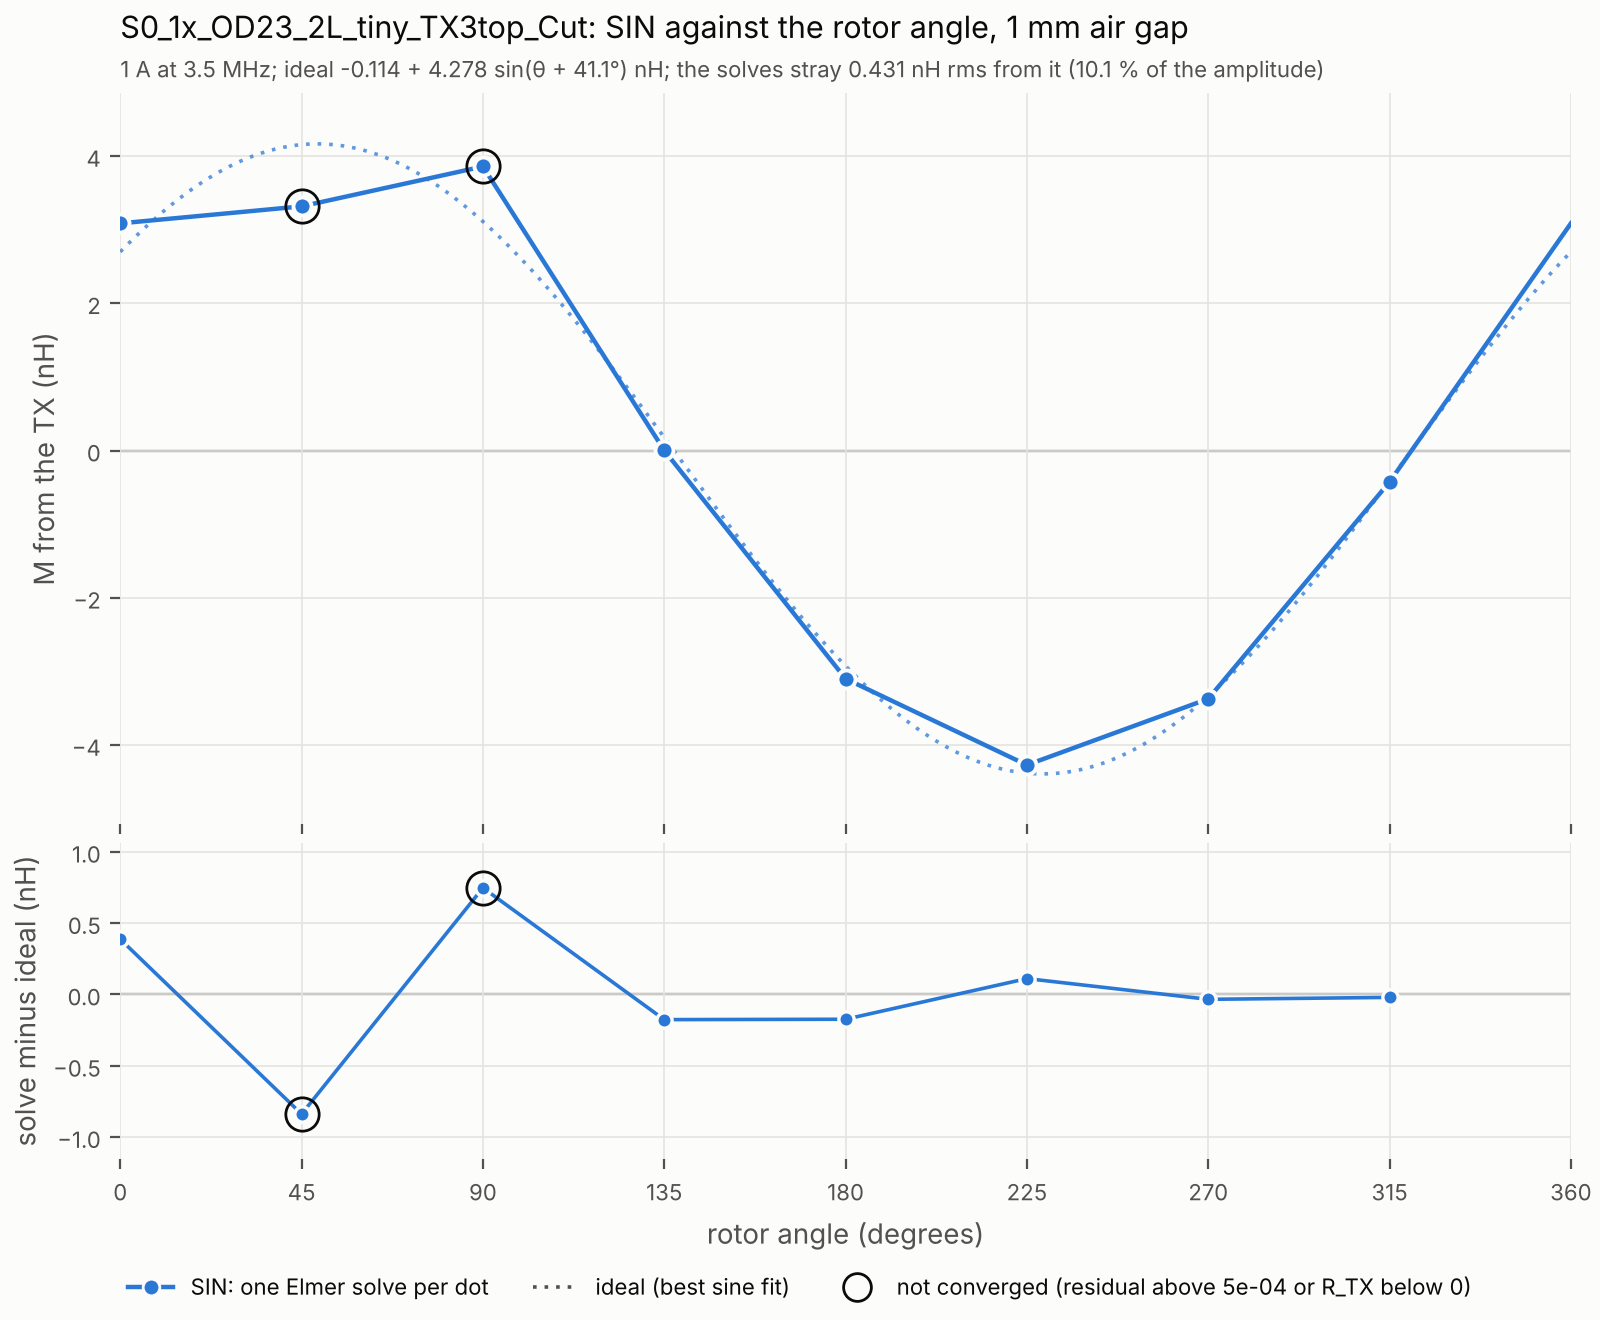 S0_1x_OD23_2L_tiny_TX3top_Cut: SIN against the rotor angle, 1 mm air gap
1 A at 3.5 MHz; ideal -0.114 + 4.278 sin(θ + 41.1°) nH; the solves stray 0.431 nH rms from it (10.1 % of the amplitude)
M from the TX (nH)
4
2
0
−2
−4
solve minus ideal (nH)
1.0
0.5
0.0
−0.5
−1.0
0 45 90 135 180 225 270 315 360
rotor angle (degrees)
SIN: one Elmer solve per dot ideal (best sine fit) not converged (residual above 5e-04 or R_TX below 0)